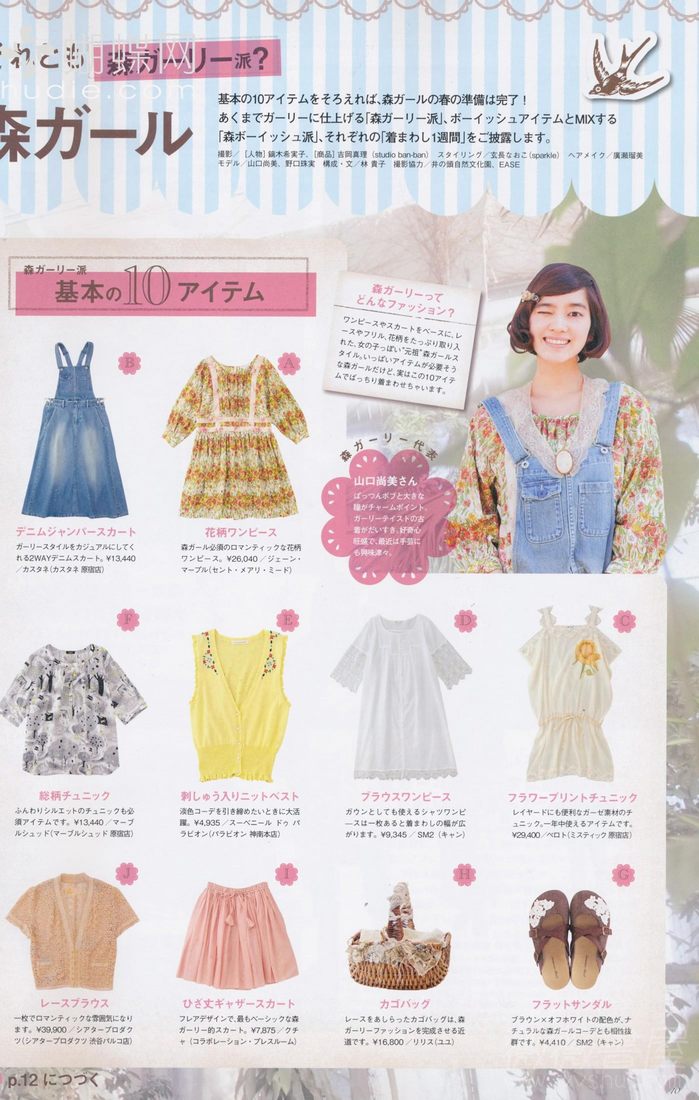 ぞれとも 森ガーリー派?
蝴蝶网
hudie.com
森ガール
基本の10アイテムをそろえれば、森ガールの春の準備は完了！
あくまでガーリーに仕上げる「森ガーリー派」、ボーイッシュアイテムとMIXする
「森ボーイッシュ派」、それぞれの「着まわし1週間」をご披露します。
撮影／［人物］鏑木希実子、［商品］吉岡真理（studio ban-ban） スタイリング／玄長なおこ（sparkle） ヘアメイク／廣瀬瑠美
モデル／山口尚美、野口珠実 構成・文／林 貴子 撮影協力／井の頭自然文化園、EASE
森ガーリー派
基本の10アイテム
森ガーリーって
どんなファッション？
ワンピースやスカートをベースに、レ
ースやフリル、花柄をたっぷり取り入
れた、女の子っぽい“元祖”森ガールス
タイル。いっぱいアイテムが必要そう
な森ガールだけど、実はこの10アイテ
ムでばっちり着まわせちゃいます。
森ガーリー代表
山口尚美さん
ぱっつんボブと大きな
瞳がチャームポイント。
ガーリーテイストの古
着がだいすき。好奇心
旺盛で、最近は手芸に
も興味津々。
B
デニムジャンパースカート
ガーリースタイルをカジュアルにしてく
れる2WAYデニムスカート。¥13,440
／カスタネ（カスタネ 原宿店）
A
花柄ワンピース
森ガール必須のロマンティックな花柄
ワンピース。¥26,040／ジェーン・
マープル（セント・メアリ・ミード）
F
総柄チュニック
ふんわりシルエットのチュニックも必
須アイテムです。¥13,440／マーブ
ルシュッド（マーブルシュッド 原宿店）
E
刺しゅう入りニットベスト
淡色コーデを引き締めたいときに大活
躍。¥4,935／スーベニール ドゥ パ
ラビオン（パラビオン 神南本店）
D
ブラウスワンピース
ガウンとしても使えるシャツワンピ
ースは一枚あると着まわしの幅が広
がります。¥9,345／SM2（キャン）
C
フラワープリントチュニック
レイヤードにも便利なガーゼ素材のチ
ュニック。一年中使えるアイテムです。
¥29,400／ペロト（ミスティック 原宿店）
J
レースブラウス
一枚でロマンティックな雰囲気になり
ます。¥39,900／シアタープロダク
ツ（シアタープロダクツ 渋谷パルコ店）
I
ひざ丈ギャザースカート
フレアデザインで、最もベーシックな森
ガーリー的スカート。¥7,875／クチ
ャ（コラボレーション・プレスルーム）
H
カゴバッグ
レースをあしらったカゴバッグは、森
ガーリーファッションを完成させる近
道です。¥16,800／リリス（ユユ）
G
フラットサンダル
ブラウン×オフホワイトの配色が、ナ
チュラルな森ガールコーデとも相性抜
群です。¥4,410／SM2（キャン）
p.12 につづく
10